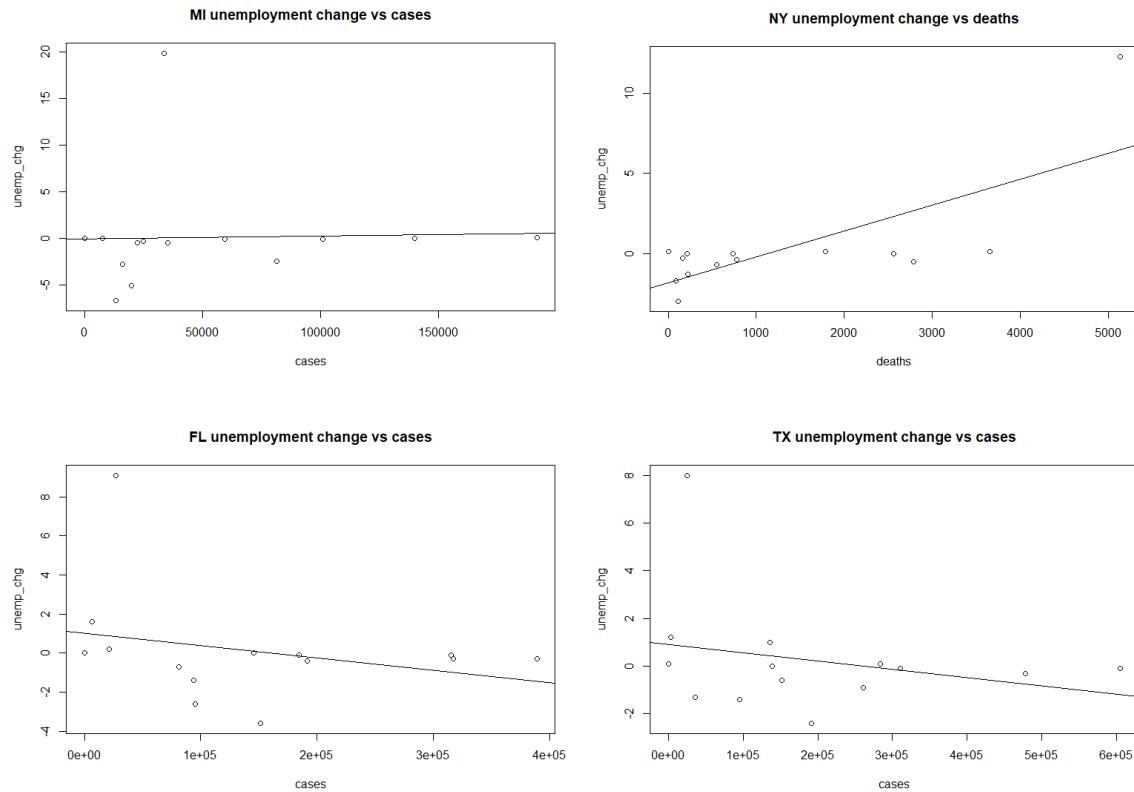 MI unemployment change vs cases
unemp_chg
20
15
10
5
0
-5
0 50000 100000 150000
cases
NY unemployment change vs deaths
unemp_chg
10
5
0
0 1000 2000 3000 4000 5000
deaths
FL unemployment change vs cases
unemp_chg
8
6
4
2
0
-2
-4
0e+00 1e+05 2e+05 3e+05 4e+05
cases
TX unemployment change vs cases
unemp_chg
8
6
4
2
0
-2
0e+00 1e+05 2e+05 3e+05 4e+05 5e+05 6e+05
cases